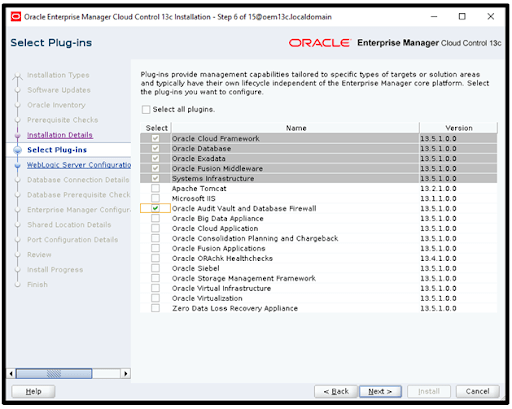 Oracle Enterprise Manager Cloud Control 13c Installation - Step 6 of 15@oem13c.localdomain
Select Plug-ins
ORACLE Enterprise Manager Cloud Control 13c
Installation Types
Software Updates
Oracle Inventory
Prerequisite Checks
Installation Details
Select Plug-ins
WebLogic Server Configuratio
Database Connection Details
Database Prerequisite Check
Enterprise Manager Configur
Shared Location Details
Port Configuration Details
Review
Install Progress
Finish
Plug-ins provide management capabilities tailored to specific types of targets or solution areas
and typically have their own lifecycle independent of the Enterprise Manager core platform. Select
the plug-ins you want to configure.
Select all plugins.
Select Name Version
Oracle Cloud Framework 13.5.1.0.0
Oracle Database 13.5.1.0.0
Oracle Exadata 13.5.1.0.0
Oracle Fusion Middleware 13.5.1.0.0
Systems Infrastructure 13.5.1.0.0
Apache Tomcat 13.2.1.0.0
Microsoft IIS 13.5.1.0.0
Oracle Audit Vault and Database Firewall 13.5.1.0.0
Oracle Big Data Appliance 13.5.1.0.0
Oracle Cloud Application 13.5.1.0.0
Oracle Consolidation Planning and Chargeback 13.5.1.0.0
Oracle Fusion Applications 13.5.1.0.0
Oracle ORAchk Healthchecks 13.4.1.0.0
Oracle Siebel 13.5.1.0.0
Oracle Storage Management Framework 13.5.1.0.0
Oracle Virtual Infrastructure 13.5.1.0.0
Oracle Virtualization 13.5.1.0.0
Zero Data Loss Recovery Appliance 13.5.1.0.0
Help < Back Next > Install Cancel